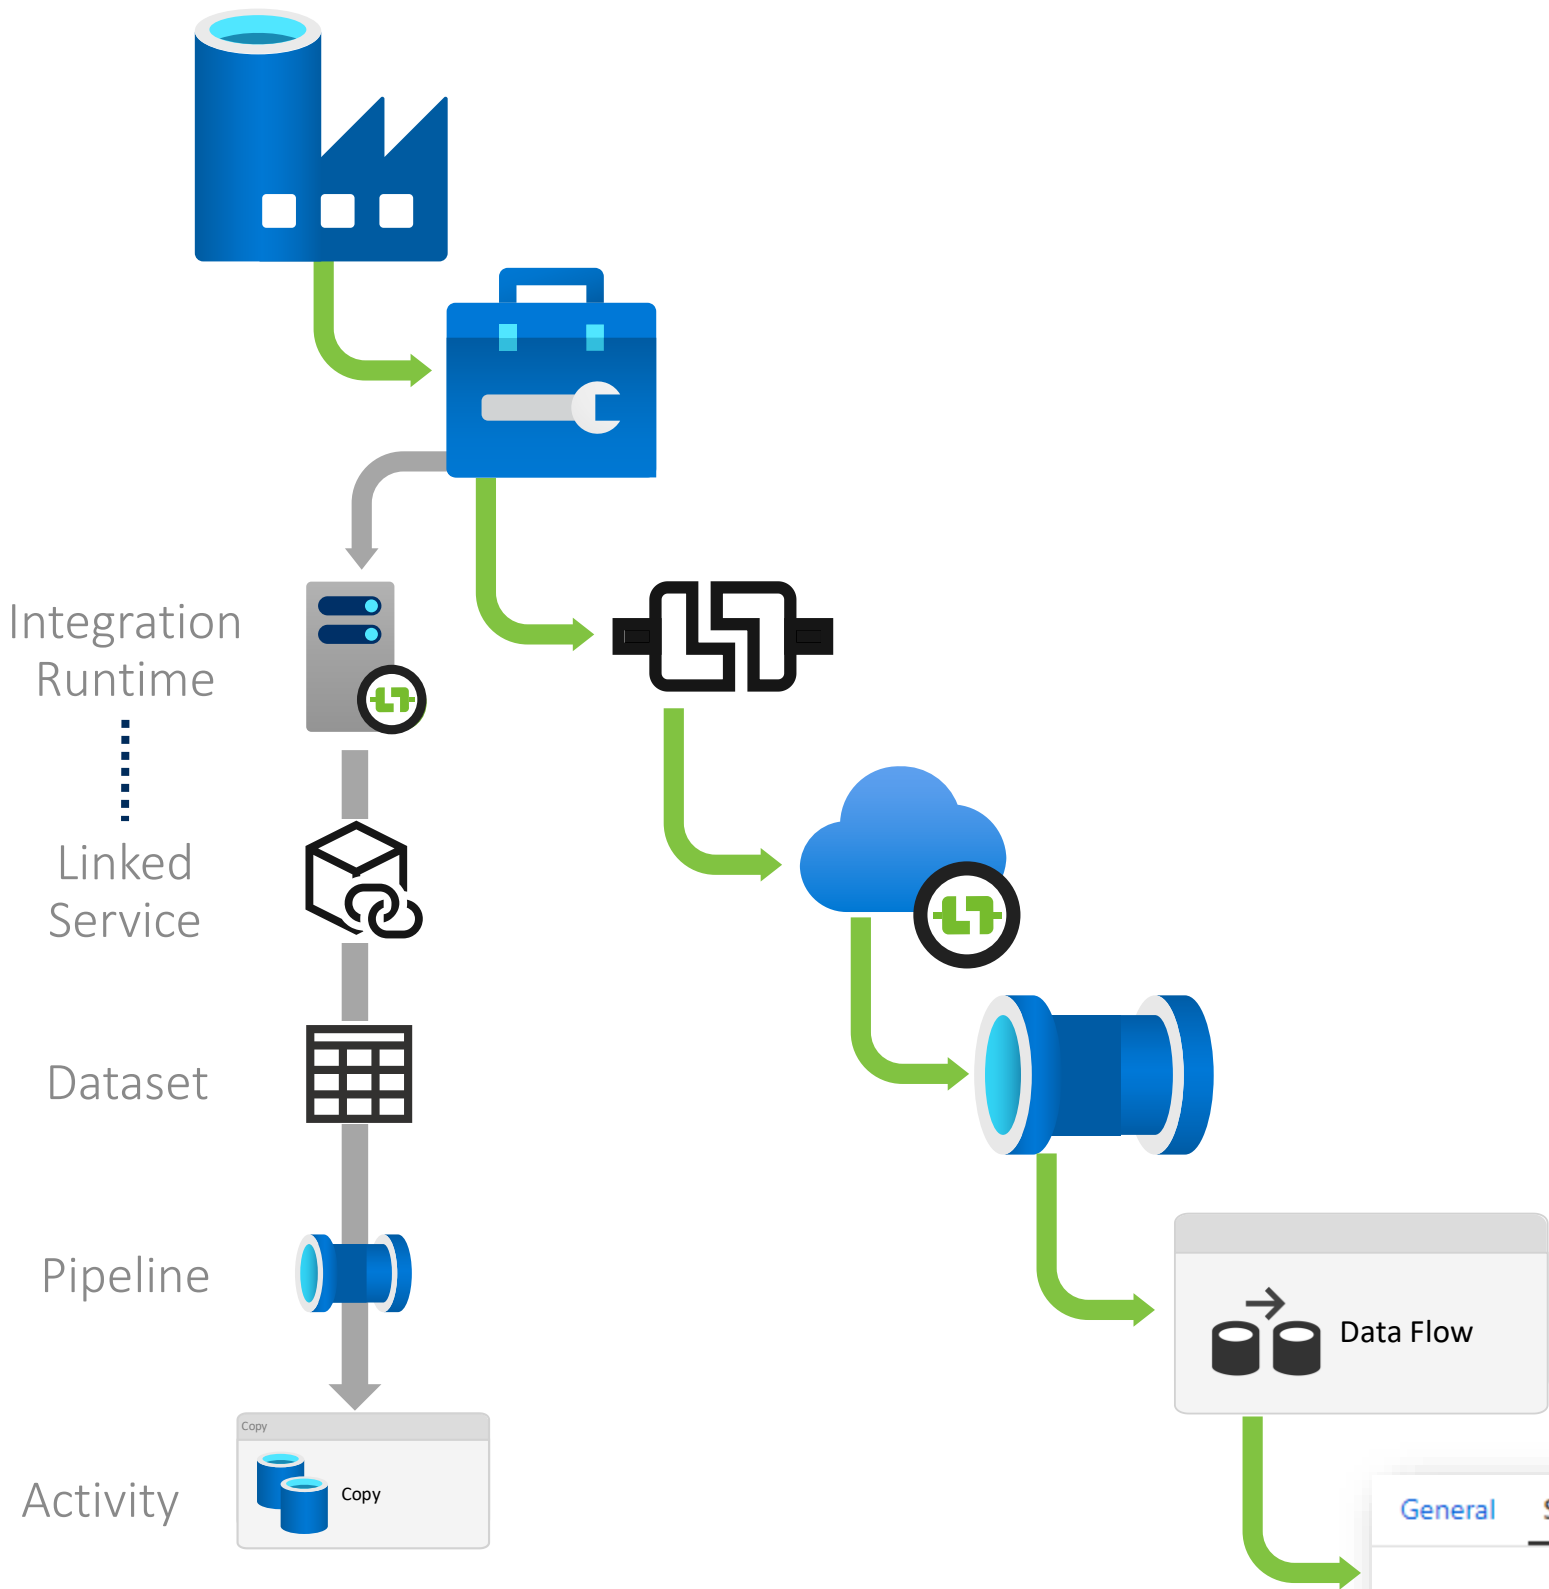 Integration
Runtime
Linked
Service
Dataset
Pipeline
Data Flow
Copy
Copy
Activity
General